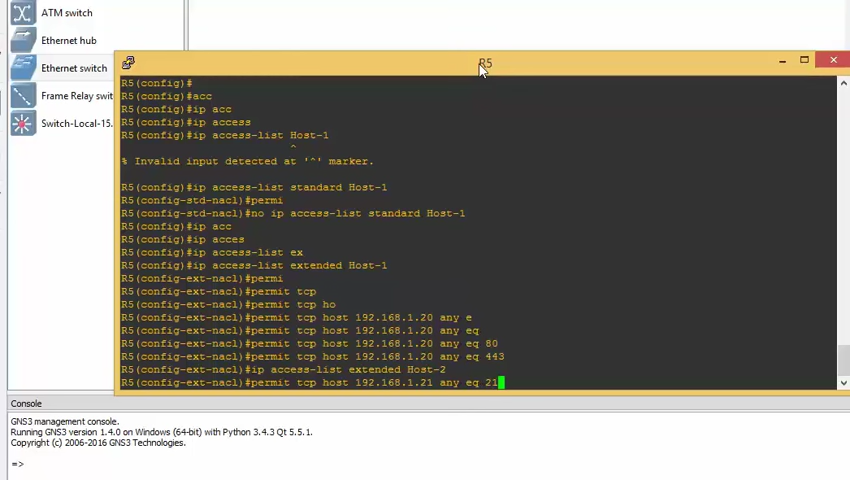 ATM switch
Ethernet hub
Ethernet switch
Frame Relay sw
Switch-Local-15.
R5
R5(config)#
R5(config)#acc
R5(config)#ip acc
R5(config)#ip access
R5(config)#ip access-list Host-1
^
% Invalid input detected at '^' marker.
R5(config)#ip access-list standard Host-1
R5(config-std-nacl)#permi
R5(config-std-nacl)#no ip access-list standard Host-1
R5(config)#ip acc
R5(config)#ip acces
R5(config)#ip access-list ex
R5(config)#ip access-list extended Host-1
R5(config-ext-nacl)#permi
R5(config-ext-nacl)#permit tcp
R5(config-ext-nacl)#permit tcp ho
R5(config-ext-nacl)#permit tcp host 192.168.1.20 any e
R5(config-ext-nacl)#permit tcp host 192.168.1.20 any eq
R5(config-ext-nacl)#permit tcp host 192.168.1.20 any eq 80
R5(config-ext-nacl)#permit tcp host 192.168.1.20 any eq 443
R5(config-ext-nacl)#ip access-list extended Host-2
R5(config-ext-nacl)#permit tcp host 192.168.1.21 any eq 21
Console
GNS3 management console.
Running GNS3 version 1.4.0 on Windows (64-bit) with Python 3.4.3 Qt 5.5.1.
Copyright (c) 2006-2016 GNS3 Technologies.
=>